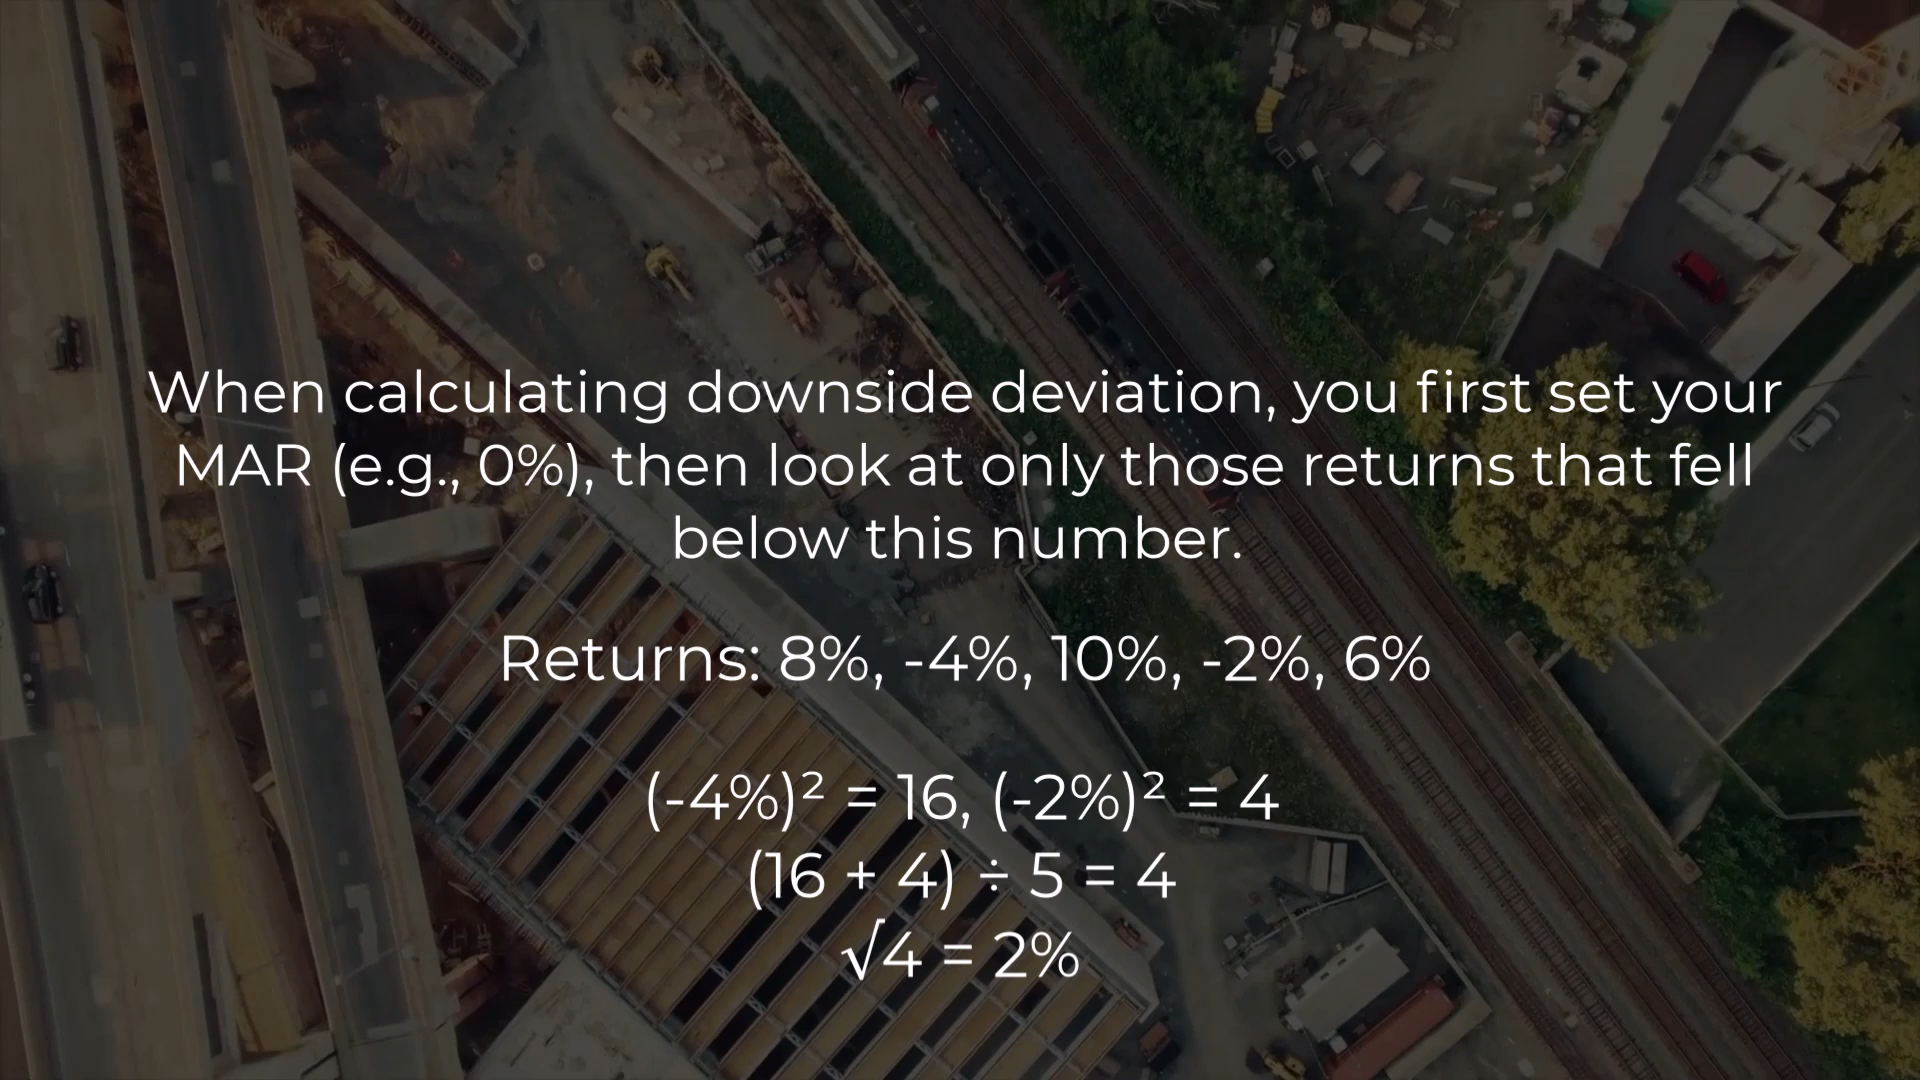 When calculating downside deviation, you first set your
MAR (e.g., 0%), then look at only those returns that fell
below this number.
Returns: 8%, -4%, 10%, -2%, 6%
(-4%)² = 16, (-2%)² = 4
(16 + 4) ÷ 5 = 4
√4 = 2%